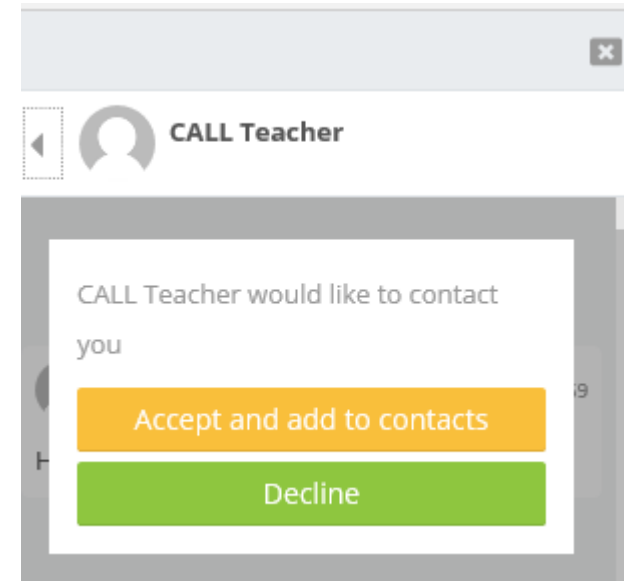 CALL Teacher
CALL Teacher would like to contact
you
Accept and add to contacts
H
Decline